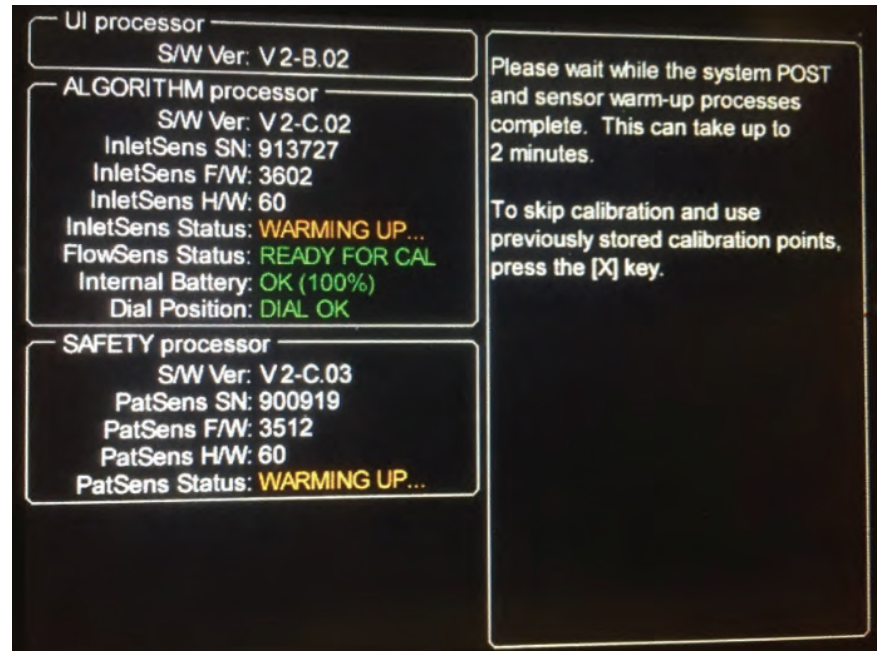 UI processor
S/W Ver: V 2-B.02
ALGORITHM processor
S/W Ver: V 2-C.02
InletSens SN: 913727
InletSens F/W: 3602
InletSens H/W: 60
InletSens Status: WARMING UP...
FlowSens Status: READY FOR CAL
Internal Battery: OK (100%)
Dial Position: DIAL OK
SAFETY processor
S/W Ver: V 2-C.03
PatSens SN: 900919
PatSens F/W: 3512
PatSens H/W: 60
PatSens Status: WARMING UP...
Please wait while the system POST
and sensor warm-up processes
complete. This can take up to
2 minutes.
To skip calibration and use
previously stored calibration points,
press the [X] key.